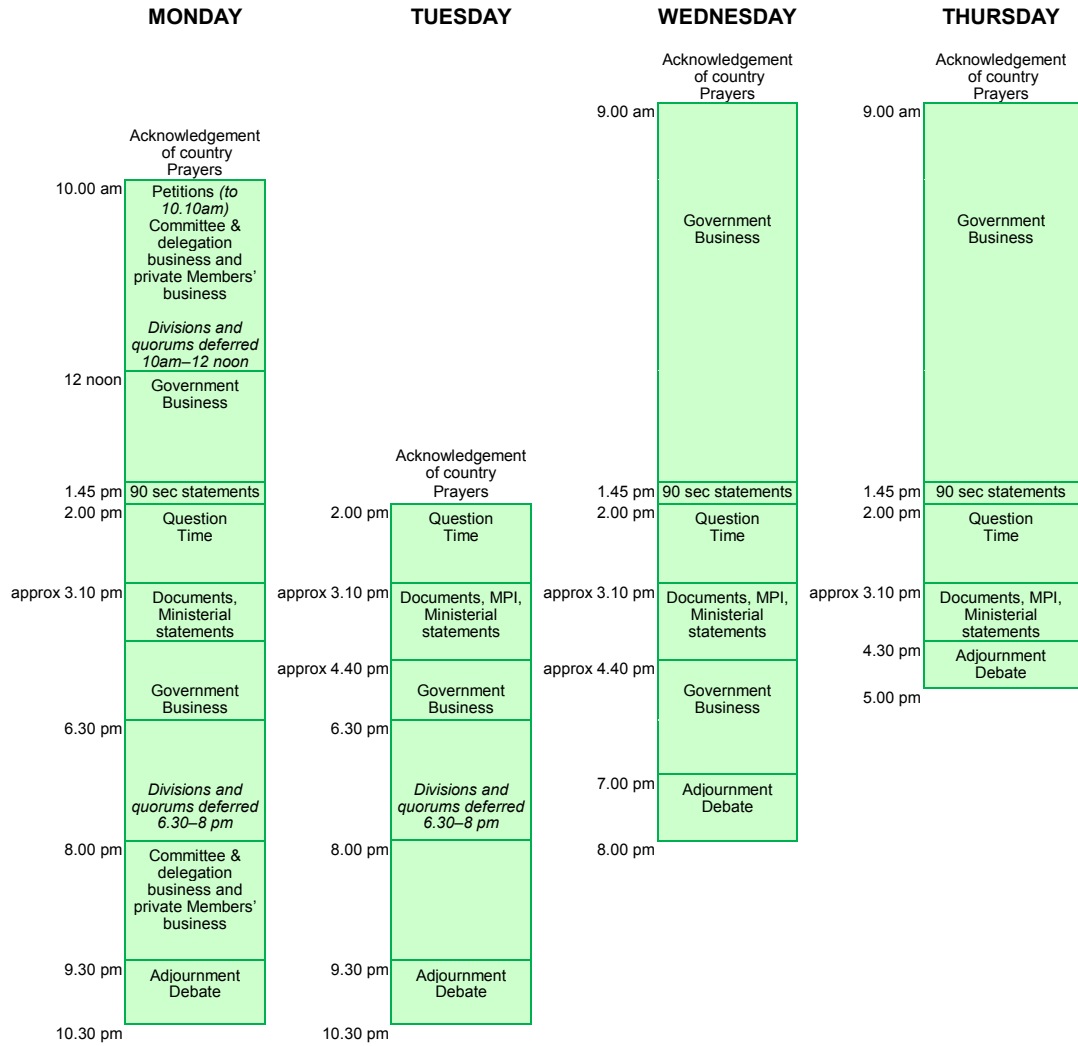 MONDAY
Acknowledgement
of country
Prayers
10.00 am
Petitions (to
10.10am)
Committee &
delegation
business and
private Members’
business
Divisions and
quorums deferred
10am–12 noon
12 noon
Government
Business
1.45 pm
90 sec statements
2.00 pm
Question
Time
approx 3.10 pm
Documents,
Ministerial
statements
Government
Business
6.30 pm
Divisions and
quorums deferred
6.30–8 pm
8.00 pm
Committee &
delegation
business and
private Members’
business
9.30 pm
Adjournment
Debate
10.30 pm
TUESDAY
Acknowledgement
of country
Prayers
2.00 pm
Question
Time
approx 3.10 pm
Documents, MPI,
Ministerial
statements
approx 4.40 pm
Government
Business
6.30 pm
Divisions and
quorums deferred
6.30–8 pm
8.00 pm
9.30 pm
Adjournment
Debate
10.30 pm
WEDNESDAY
Acknowledgement
of country
Prayers
9.00 am
Government
Business
1.45 pm
90 sec statements
2.00 pm
Question
Time
approx 3.10 pm
Documents, MPI,
Ministerial
statements
approx 4.40 pm
Government
Business
7.00 pm
Adjournment
Debate
8.00 pm
THURSDAY
Acknowledgement
of country
Prayers
9.00 am
Government
Business
1.45 pm
90 sec statements
2.00 pm
Question
Time
approx 3.10 pm
Documents, MPI,
Ministerial
statements
4.30 pm
Adjournment
Debate
5.00 pm